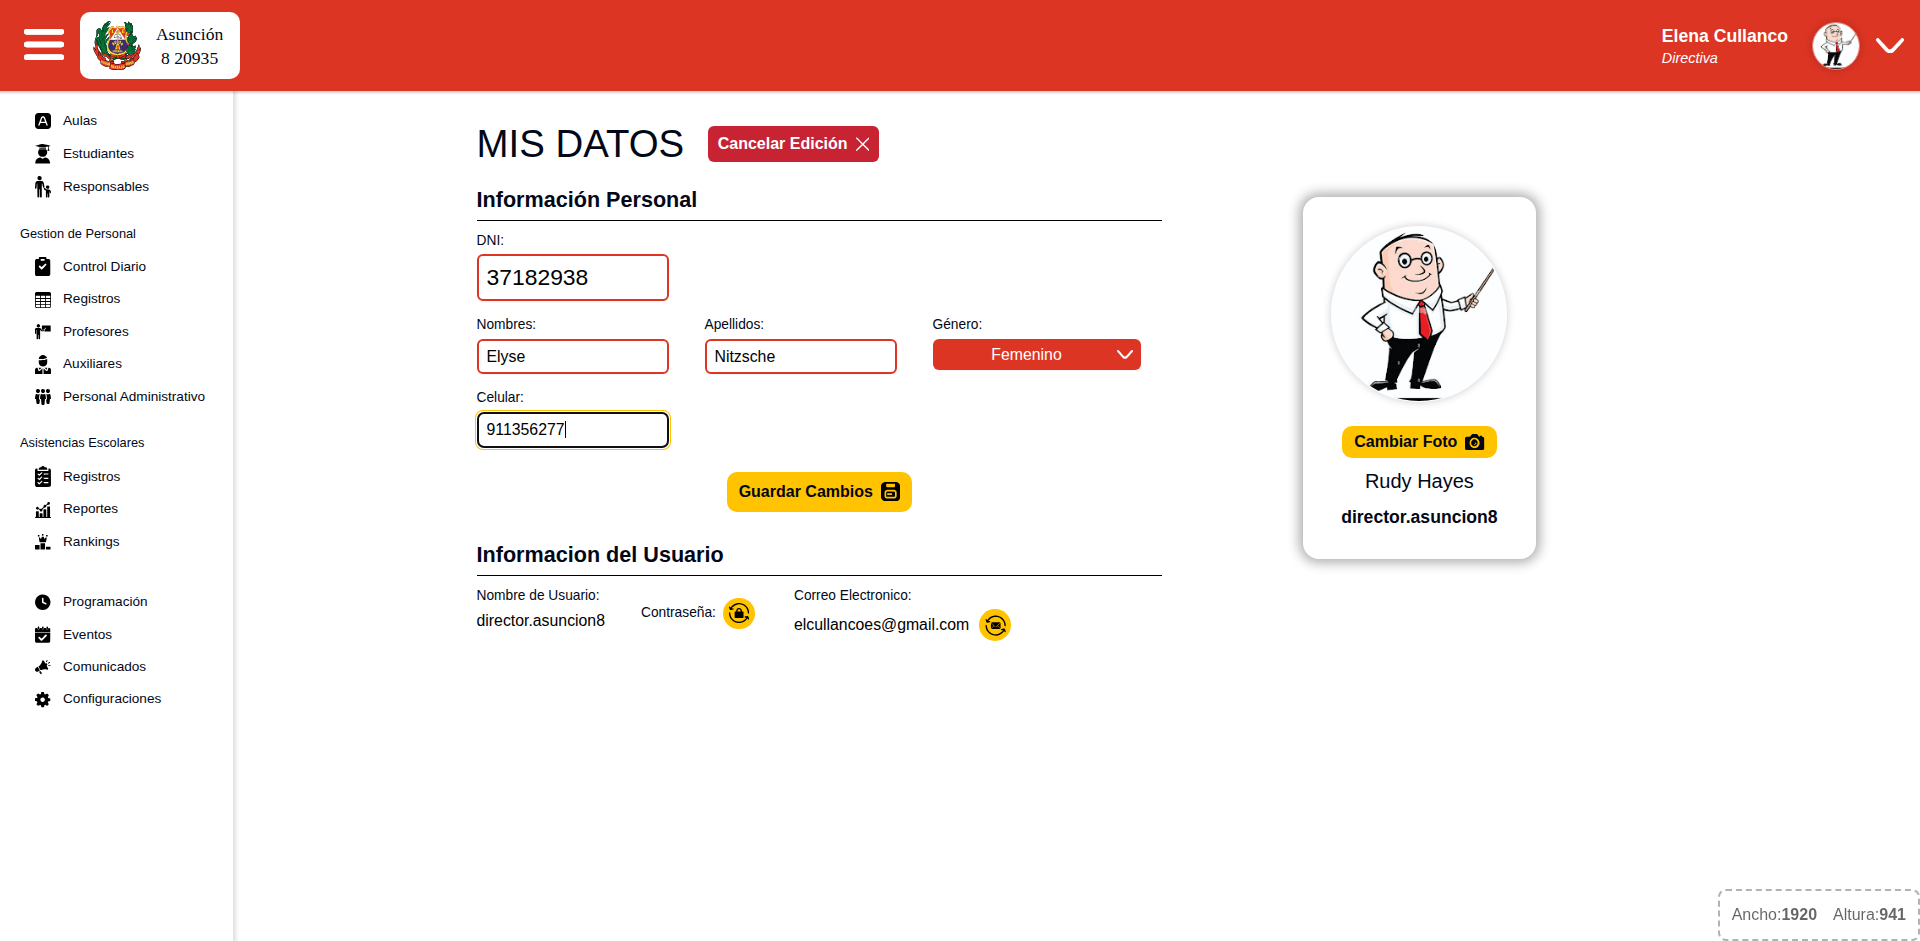 Asunción
8 20935
Elena Cullanco
Directiva
Aulas
Estudiantes
Responsables
Gestion de Personal
Control Diario
Registros
Profesores
Auxiliares
Personal Administrativo
Asistencias Escolares
Registros
Reportes
Rankings
Programación
Eventos
Comunicados
Configuraciones
MIS DATOS
Cancelar Edición
Información Personal
DNI:
37182938
Nombres:
Apellidos:
Género:
Elyse
Nitzsche
Femenino
Celular:
911356277
Guardar Cambios
Informacion del Usuario
Nombre de Usuario:
director.asuncion8
Contraseña:
Correo Electronico:
elcullancoes@gmail.com
Cambiar Foto
Rudy Hayes
director.asuncion8
Ancho:1920 Altura:941